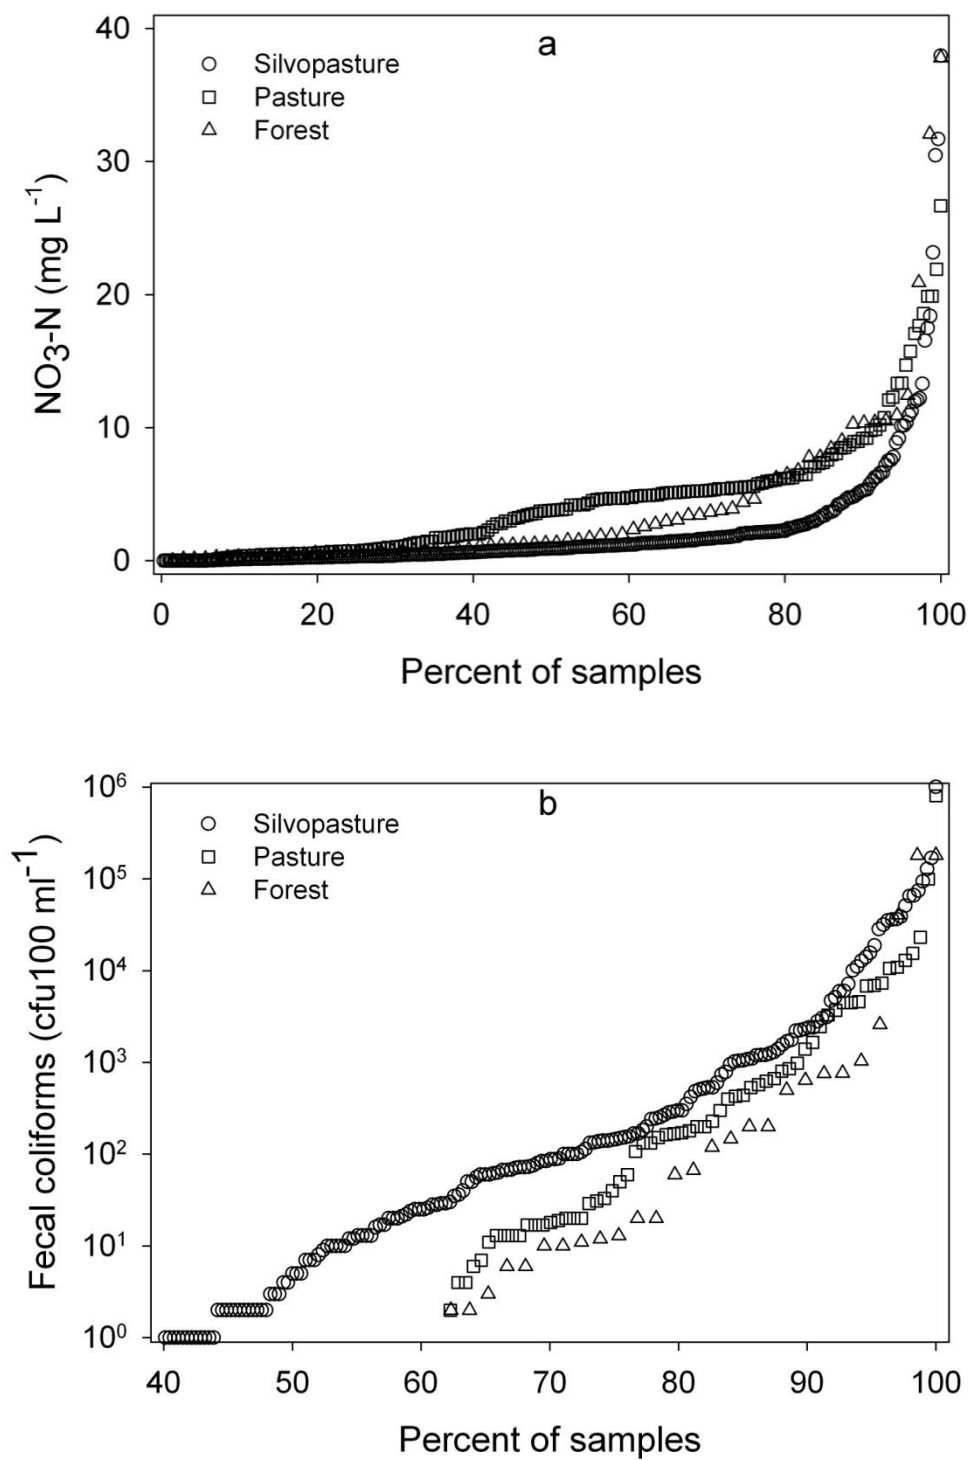 a
Silvopasture
Pasture
Forest
40
30
20
10
0
NO3-N (mg L-1)
0 20 40 60 80 100
Percent of samples
b
Silvopasture
Pasture
Forest
10^6
10^5
10^4
10^3
10^2
10^1
10^0
Fecal coliforms (cfu100 ml-1)
40 50 60 70 80 90 100
Percent of samples